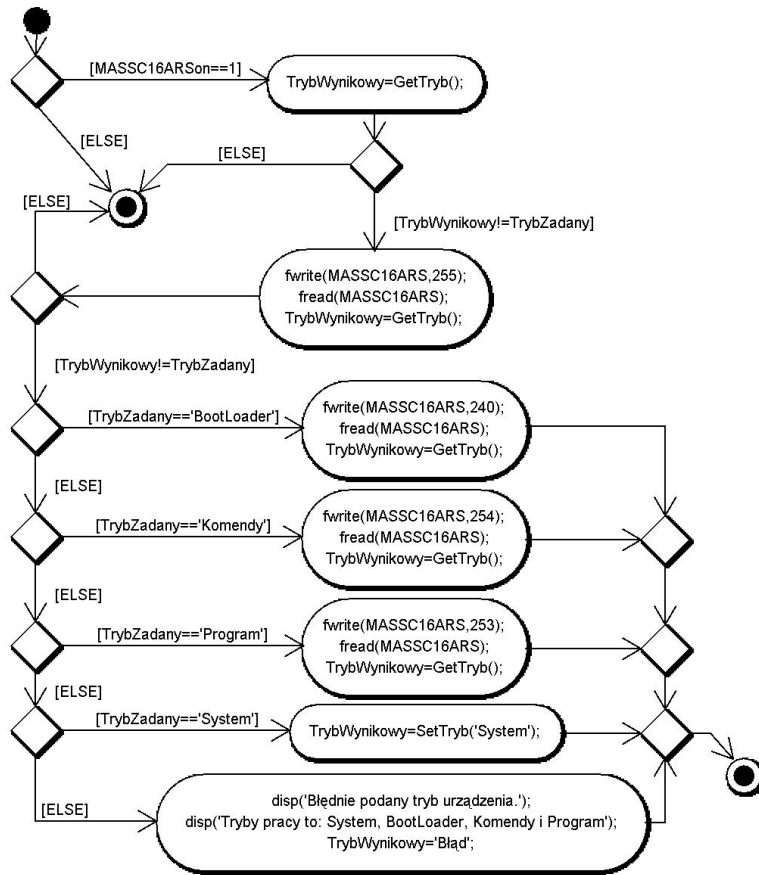 [MASSC16ARSon==1]
TrybWynikowy=GetTryb();
[ELSE]
[ELSE]
[ELSE]
[TrybWynikowy!=TrybZadany]
fwrite(MASSC16ARS,255);
fread(MASSC16ARS);
TrybWynikowy=GetTryb();
[TrybWynikowy!=TrybZadany]
[TrybZadany=='BootLoader']
fwrite(MASSC16ARS,240);
fread(MASSC16ARS);
TrybWynikowy=GetTryb();
[ELSE]
[TrybZadany=='Komendy']
fwrite(MASSC16ARS,254);
fread(MASSC16ARS);
TrybWynikowy=GetTryb();
[ELSE]
[TrybZadany=='Program']
fwrite(MASSC16ARS,253);
fread(MASSC16ARS);
TrybWynikowy=GetTryb();
[ELSE]
[TrybZadany=='System']
TrybWynikowy=SetTryb('System');
[ELSE]
disp('Błędnie podany tryb urządzenia.');
disp('Tryby pracy to: System, BootLoader, Komendy i Program');
TrybWynikowy='Błąd';